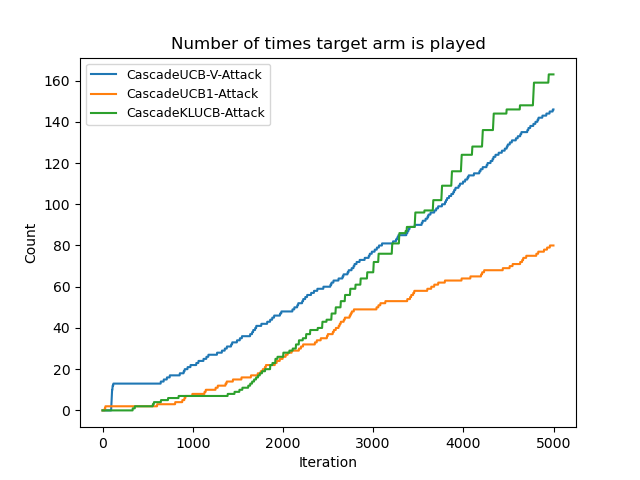 Number of times target arm is played
CascadeUCB-V-Attack
CascadeUCB1-Attack
CascadeKLUCB-Attack
160
140
120
100
80
60
40
20
0
Count
0 1000 2000 3000 4000 5000
Iteration